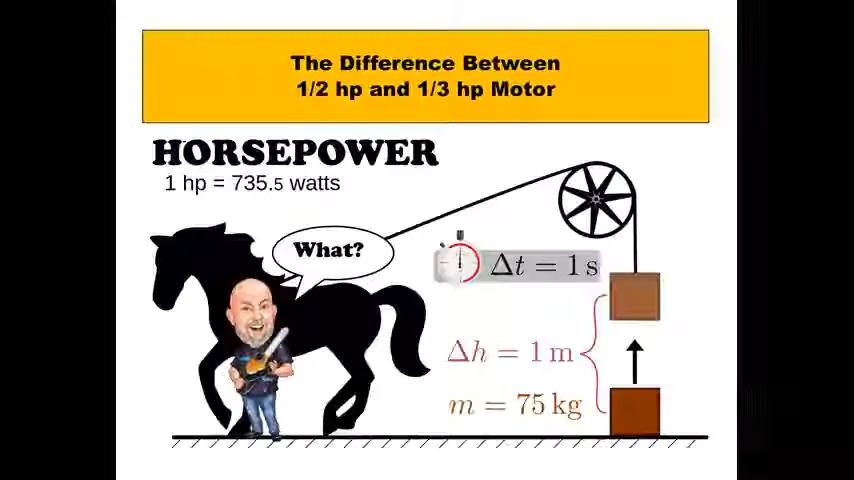 The Difference Between
1/2 hp and 1/3 hp Motor
HORSEPOWER
1 hp = 735.5 watts
What?
Δt = 1 s
Δh = 1 m
m = 75 kg